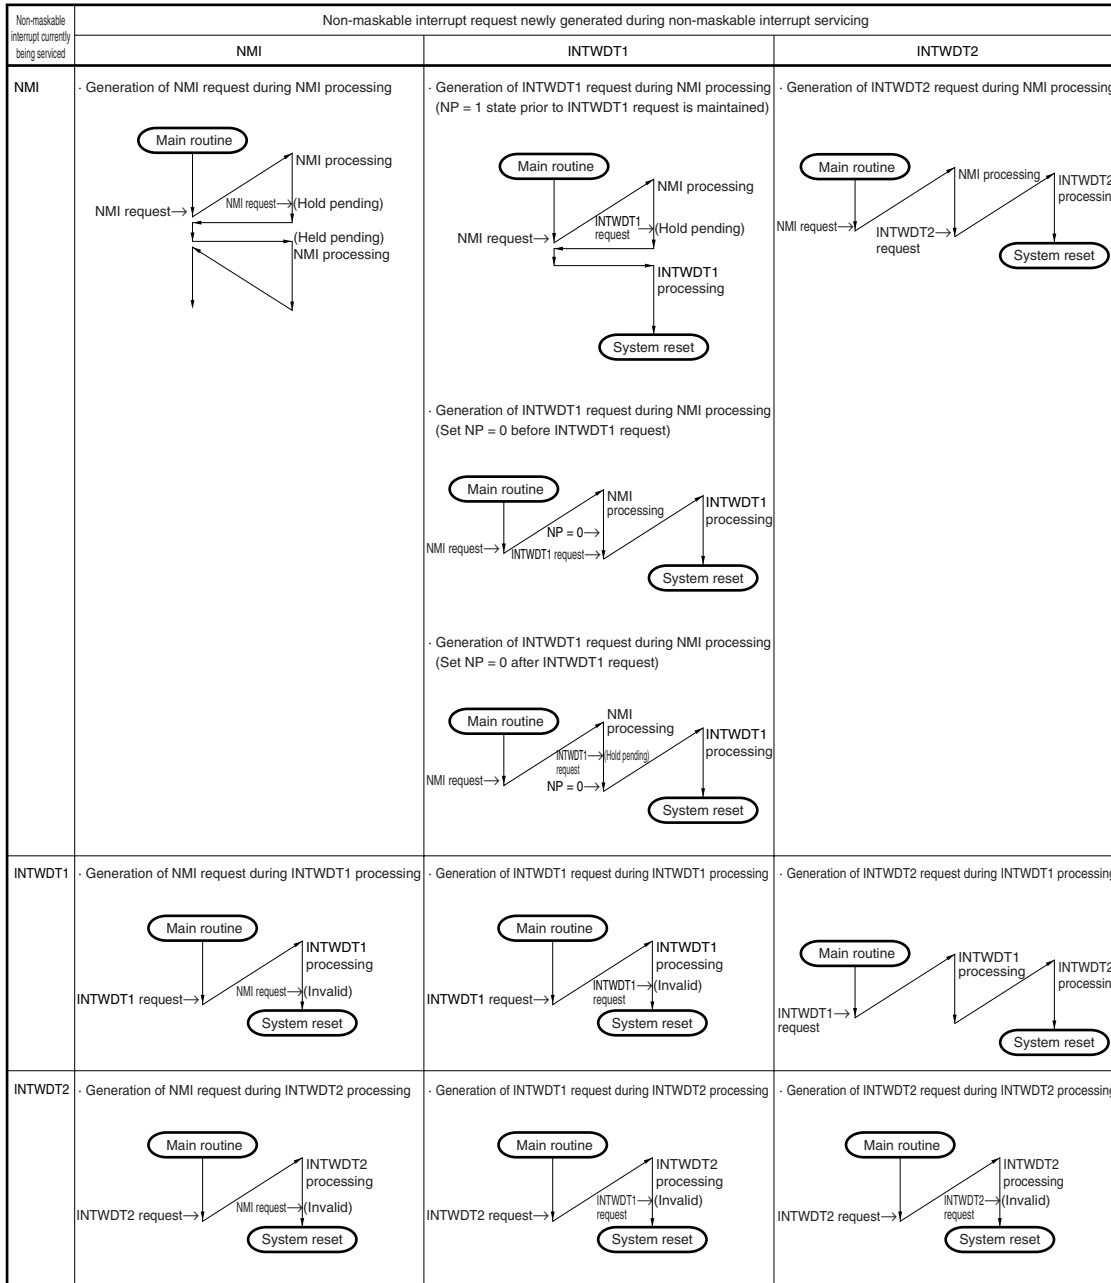 Non-maskable
interrupt currently
being serviced
Non-maskable interrupt request newly generated during non-maskable interrupt servicing
NMI
INTWDT1
INTWDT2
NMI
· Generation of NMI request during NMI processing
Main routine
NMI processing
NMI request→
NMI request→(Hold pending)
(Held pending)
NMI processing
· Generation of INTWDT1 request during NMI processing
(NP = 1 state prior to INTWDT1 request is maintained)
Main routine
NMI processing
NMI request→
INTWDT1
request
→(Hold pending)
INTWDT1
processing
System reset
· Generation of INTWDT1 request during NMI processing
(Set NP = 0 before INTWDT1 request)
Main routine
NMI
processing
INTWDT1
processing
NP = 0→
NMI request→
INTWDT1 request→
System reset
· Generation of INTWDT1 request during NMI processing
(Set NP = 0 after INTWDT1 request)
Main routine
NMI
processing
INTWDT1
processing
INTWDT1
request
→(Hold pending)
NMI request→
NP = 0→
System reset
· Generation of INTWDT2 request during NMI processing
Main routine
NMI processing
INTWDT2
processing
NMI request→
INTWDT2→
request
System reset
INTWDT1
· Generation of NMI request during INTWDT1 processing
Main routine
INTWDT1
processing
INTWDT1 request→
NMI request→(Invalid)
System reset
· Generation of INTWDT1 request during INTWDT1 processing
Main routine
INTWDT1
processing
INTWDT1 request→
INTWDT1→(Invalid)
request
System reset
· Generation of INTWDT2 request during INTWDT1 processing
Main routine
INTWDT1
processing
INTWDT2
processing
INTWDT1→
request
System reset
INTWDT2
· Generation of NMI request during INTWDT2 processing
Main routine
INTWDT2
processing
INTWDT2 request→
NMI request→(Invalid)
System reset
· Generation of INTWDT1 request during INTWDT2 processing
Main routine
INTWDT2
processing
INTWDT2 request→
INTWDT1→(Invalid)
request
System reset
· Generation of INTWDT2 request during INTWDT2 processing
Main routine
INTWDT2
processing
INTWDT2 request→
INTWDT2→(Invalid)
request
System reset